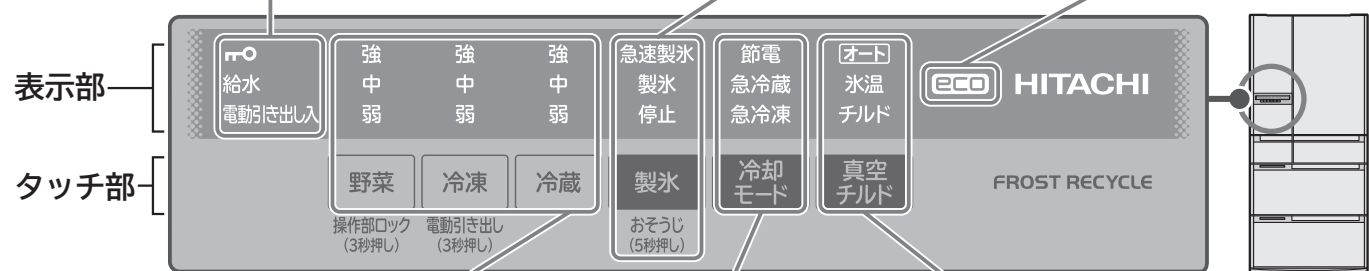 表示部
給水
電動引き出し入
強
中
弱
強
中
弱
強
中
弱
急速製氷
製氷
停止
節電
急冷蔵
急冷凍
オート
氷温
チルド
eco
HITACHI
タッチ部
野菜
冷凍
冷蔵
製氷
冷却
モード
真空
チルド
FROST RECYCLE
操作部ロック
(3秒押し)
電動引き出し
(3秒押し)
おそうじ
(5秒押し)